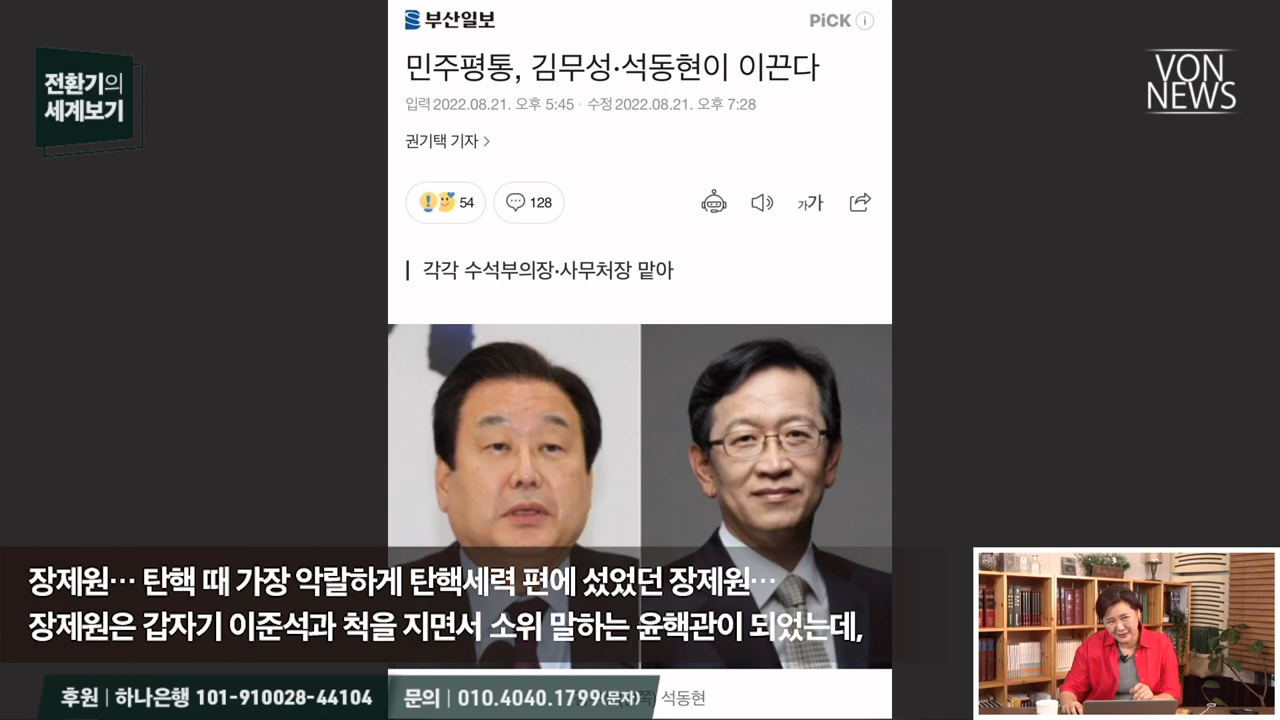 부산일보
PiCK
전환기의
세계보기
VON
NEWS
민주평통, 김무성·석동현이 이끈다
입력 2022.08.21. 오후 5:45 · 수정 2022.08.21. 오후 7:28
권기택 기자 >
54
128
가가
각각 수석부의장·사무처장 맡아
장제원… 탄핵 때 가장 악랄하게 탄핵세력 편에 섰었던 장제원…
장제원은 갑자기 이준석과 척을 지면서 소위 말하는 윤핵관이 되었는데,
후원 | 하나은행 101-910028-44104
문의 | 010.4040.1799(문자)
석동현